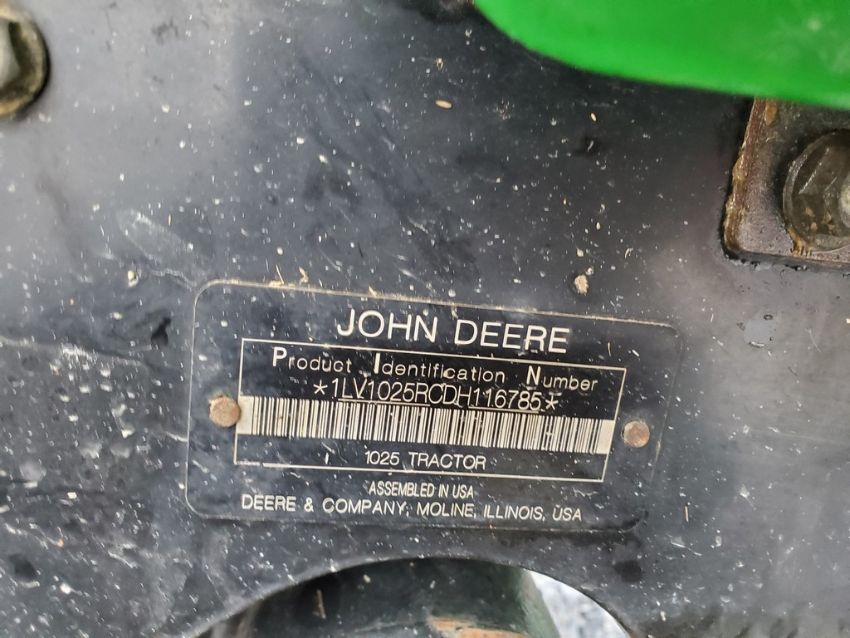 JOHN DEERE
Product Identification Number
*1LV1025RCDH116785*
1025 TRACTOR
ASSEMBLED IN USA
DEERE & COMPANY, MOLINE, ILLINOIS, USA